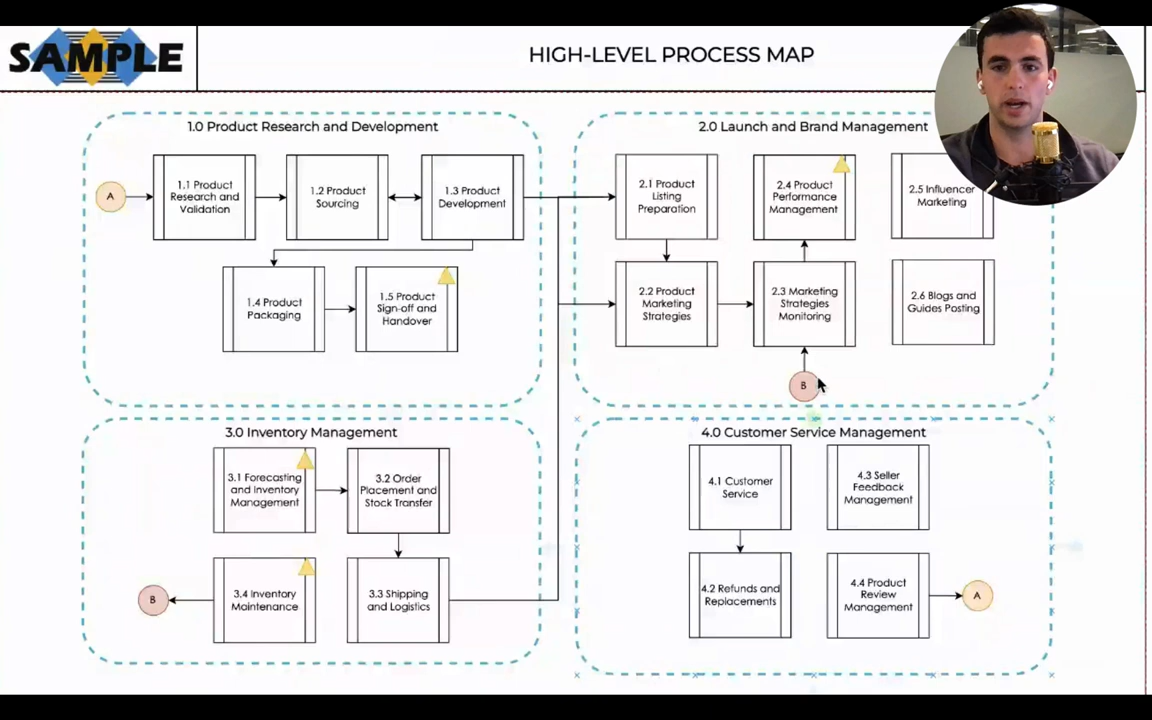 SAMPLE
HIGH-LEVEL PROCESS MAP
1.0 Product Research and Development
A
1.1 Product
Research and
Validation
1.2 Product
Sourcing
1.3 Product
Development
1.4 Product
Packaging
1.5 Product
Sign-off and
Handover
2.0 Launch and Brand Management
2.1 Product
Listing
Preparation
2.4 Product
Performance
Management
2.5 Influencer
Marketing
2.2 Product
Marketing
Strategies
2.3 Marketing
Strategies
Monitoring
2.6 Blogs and
Guides Posting
B
3.0 Inventory Management
3.1 Forecasting
and Inventory
Management
3.2 Order
Placement and
Stock Transfer
B
3.4 Inventory
Maintenance
3.3 Shipping
and Logistics
4.0 Customer Service Management
4.1 Customer
Service
4.3 Seller
Feedback
Management
4.2 Refunds and
Replacements
4.4 Product
Review
Management
A